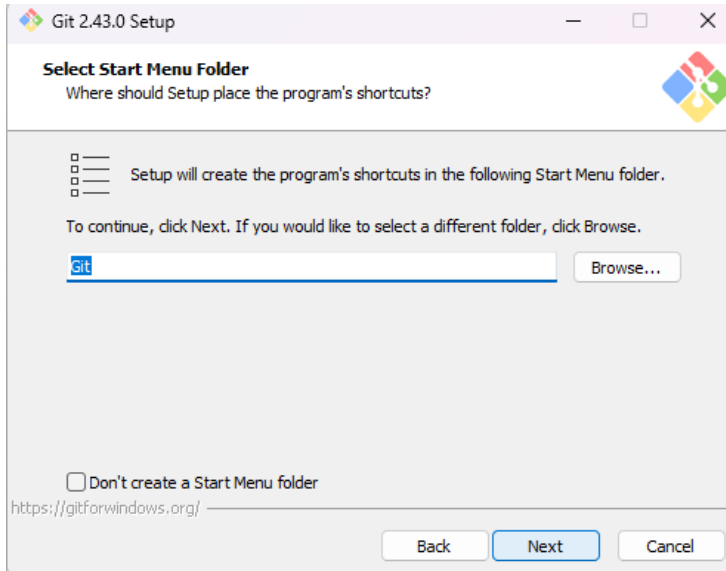 Git 2.43.0 Setup
Select Start Menu Folder
Where should Setup place the program's shortcuts?
Setup will create the program's shortcuts in the following Start Menu folder.
To continue, click Next. If you would like to select a different folder, click Browse.
Git
Browse...
Don't create a Start Menu folder
https://gitforwindows.org/
Back
Next
Cancel